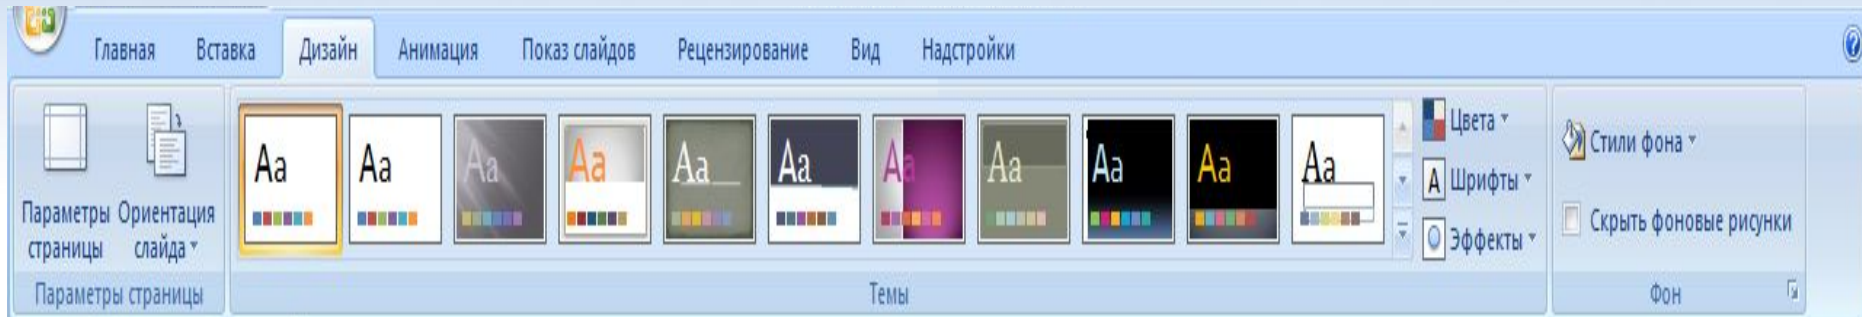 Главная Вставка Дизайн Анимация Показ слайдов Рецензирование Вид Надстройки
Параметры страницы
Ориентация слайда
Параметры страницы
Aa Aa Aa Aa Aa Aa Aa Aa Aa Aa Aa
Цвета
A Шрифты
Эффекты
Темы
Стили фона
Скрыть фоновые рисунки
Фон